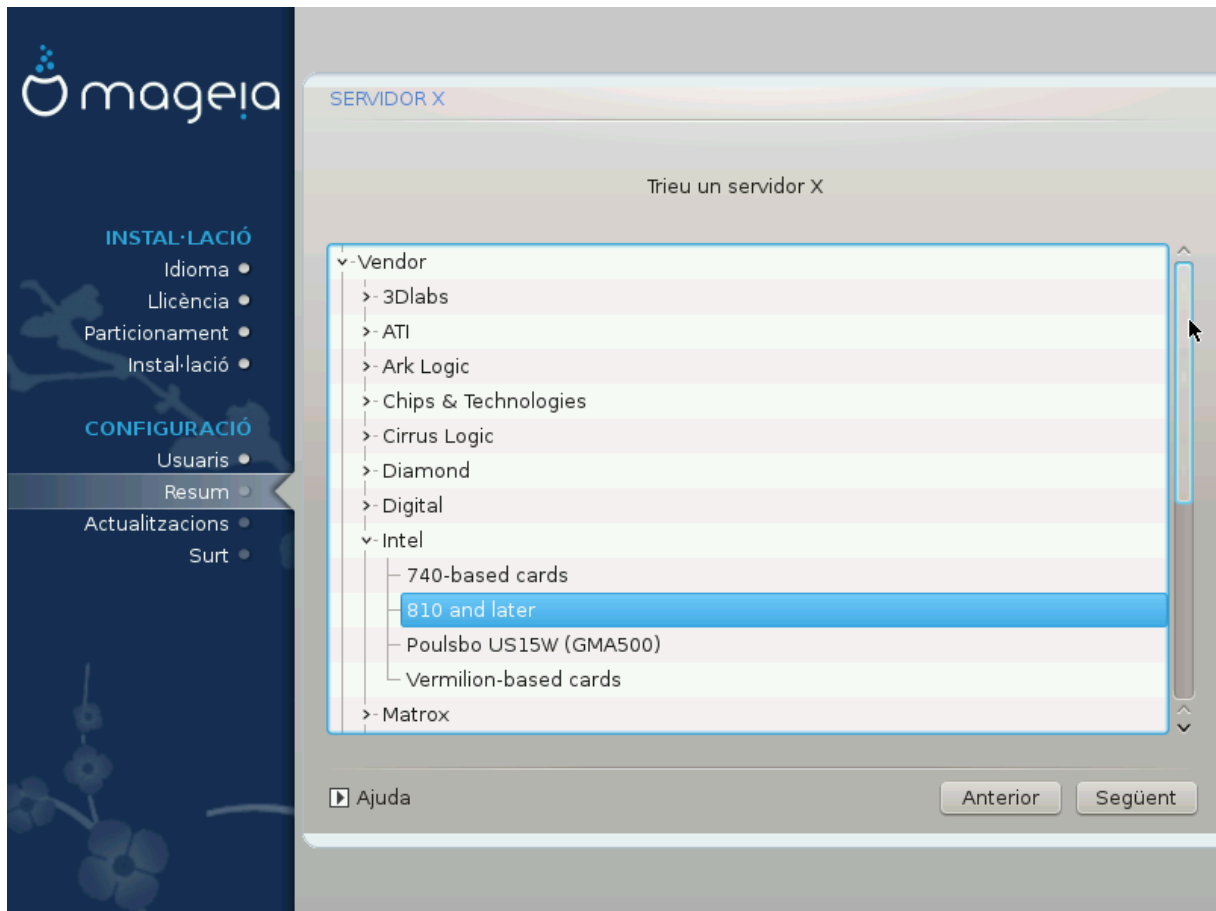 mageia
INSTAL·LACIÓ
Idioma
Llicència
Particionament
Instal·lació
CONFIGURACIÓ
Usuaris
Resum
Actualitzacions
Surt
SERVIDOR X
Trieu un servidor X
Vendor
3Dlabs
ATI
Ark Logic
Chips & Technologies
Cirrus Logic
Diamond
Digital
Intel
740-based cards
810 and later
Poulsbo US15W (GMA500)
Vermilion-based cards
Matrox
Ajuda
Anterior
Següent